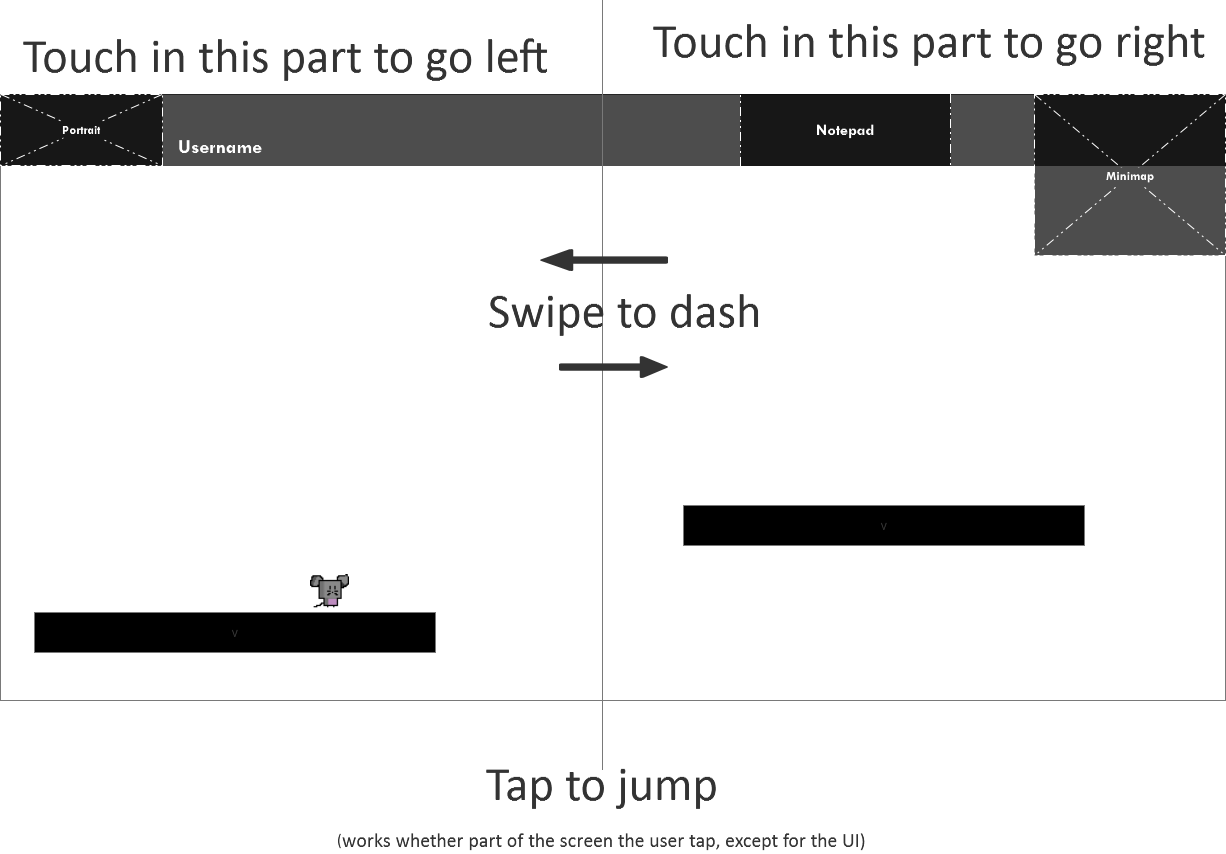 Touch in this part to go left
Touch in this part to go right
Portrait
Username
Notepad
Minimap
Swipe to dash
v
v
Tap to jump
(works whether part of the screen the user tap, except for the UI)